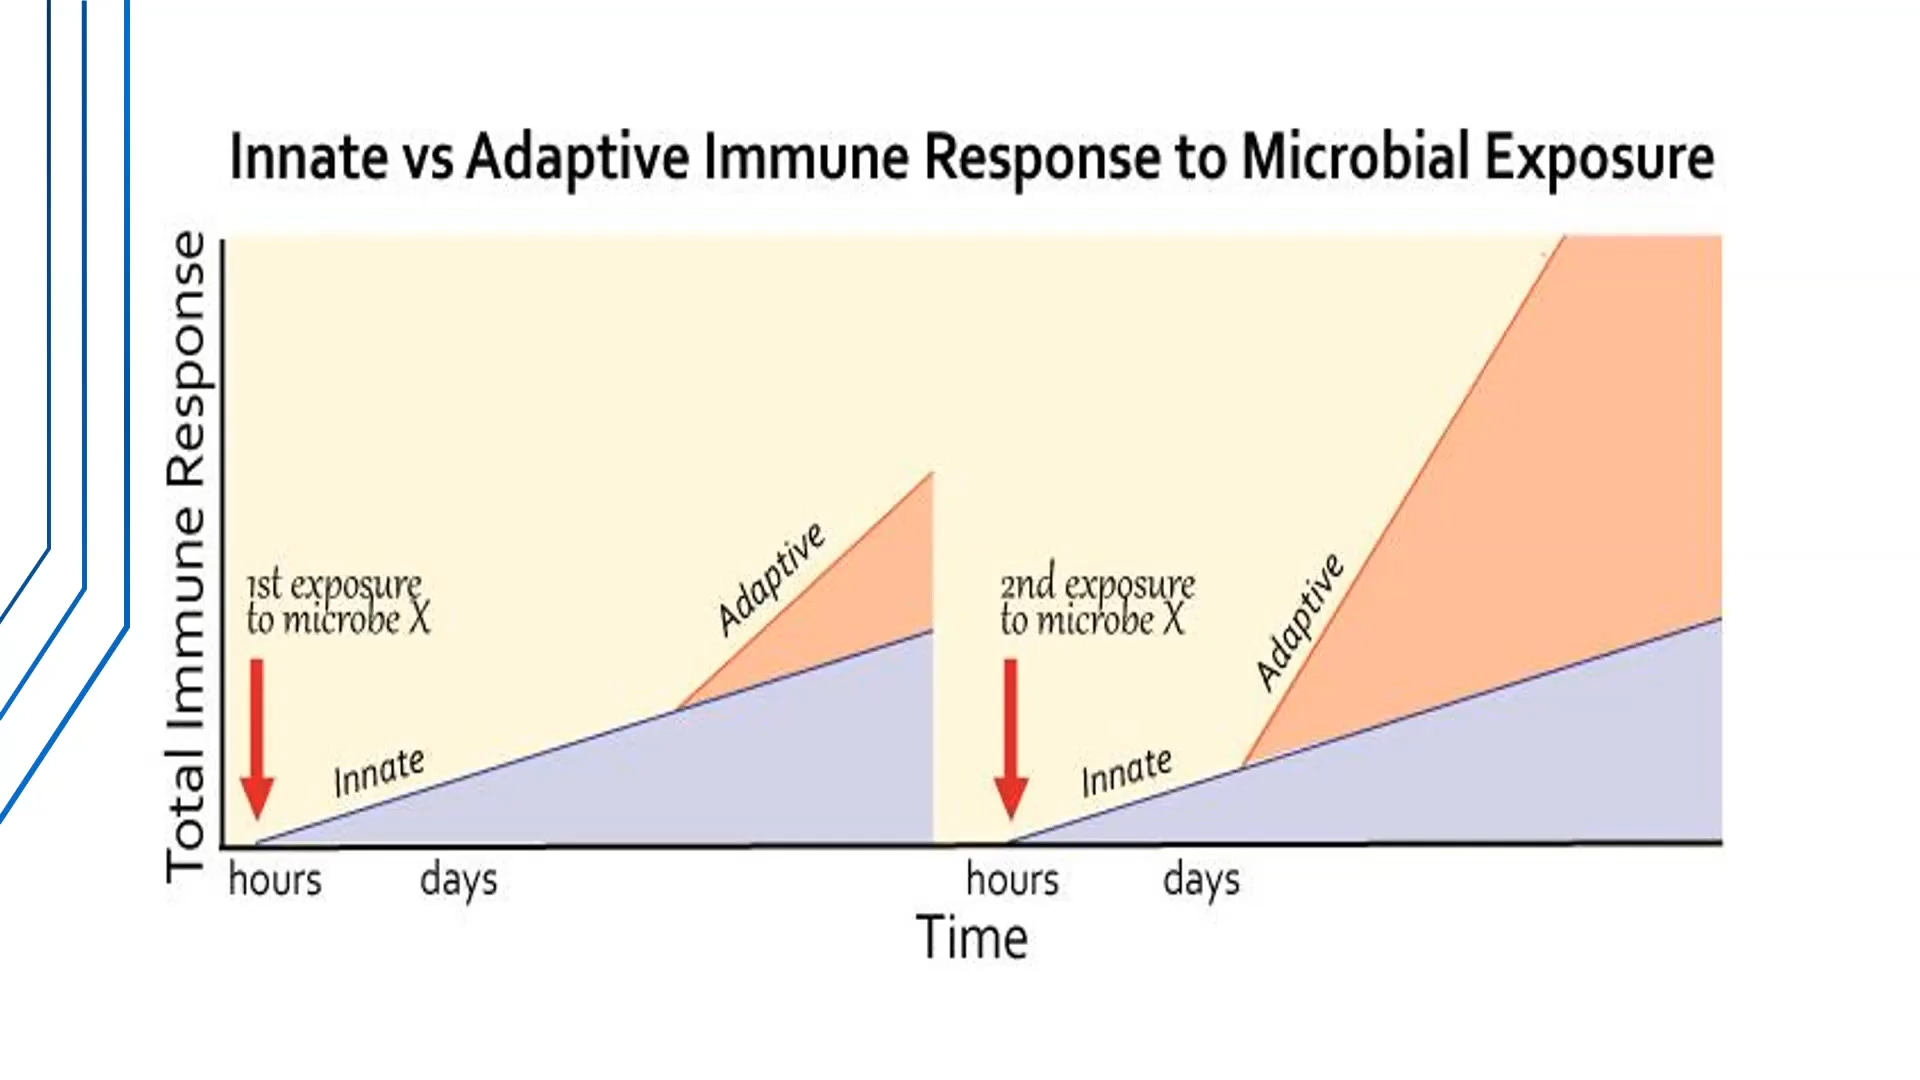 Innate vs Adaptive Immune Response to Microbial Exposure
Total Immune Response
1st exposure
to microbe X
Innate
Adaptive
2nd exposure
to microbe X
Innate
Adaptive
hours days hours days
Time